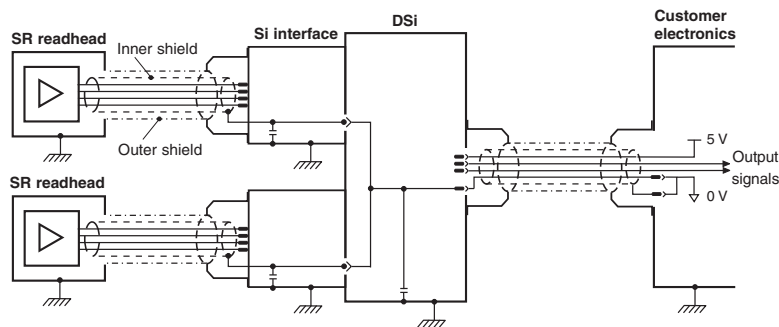 SR readhead
Inner shield
Outer shield
Si interface
DSi
Customer
electronics
5 V
Output
signals
0 V
SR readhead